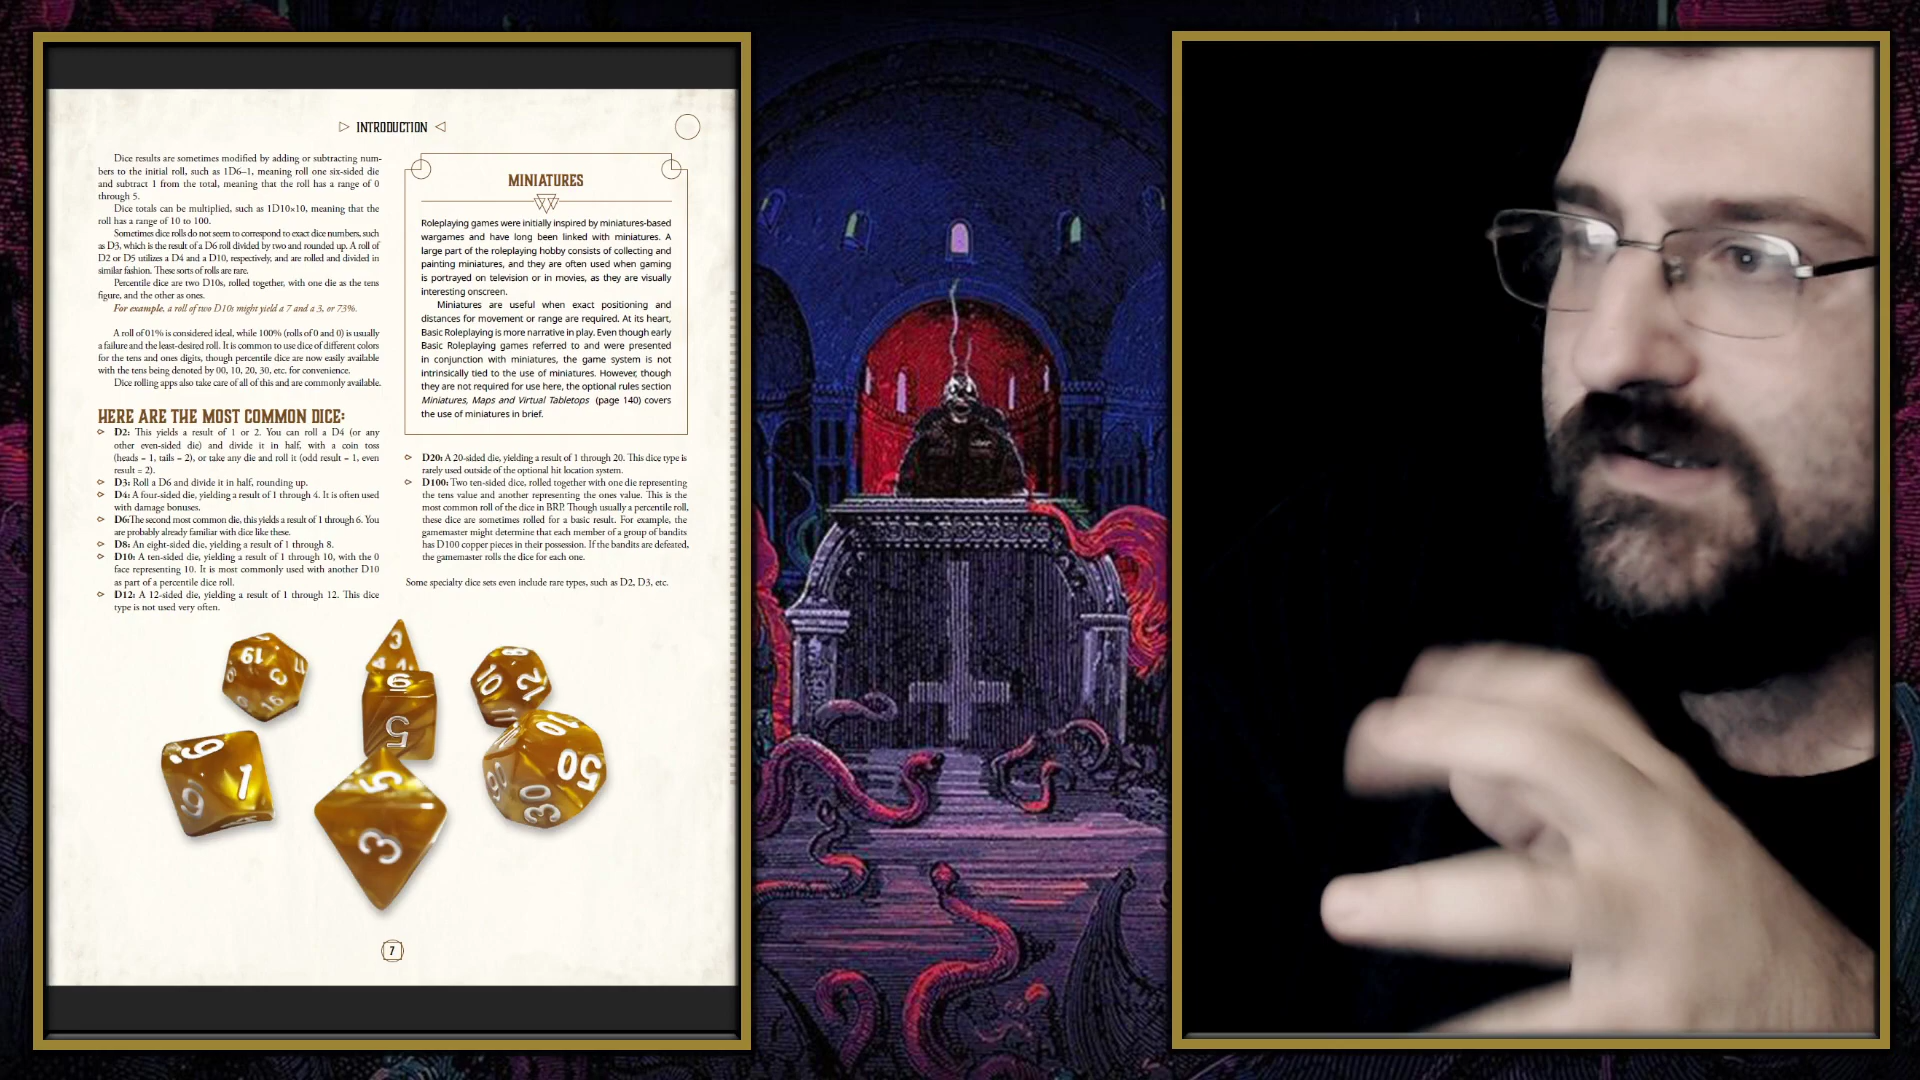 INTRODUCTION
Dice results are sometimes modified by adding or subtracting num-
bers to the initial roll, such as 1D6–1, meaning roll one six-sided die
and subtract 1 from the total, meaning that the roll has a range of 0
through 5.
Dice totals can be multiplied, such as 1D10×10, meaning that the
roll has a range of 10 to 100.
Sometimes dice rolls do not seem to correspond to exact dice numbers, such
as D3, which is the result of a D6 roll divided by two and rounded up. A roll of
D2 or D5 utilizes a D4 and a D10, respectively, and are rolled and divided in
similar fashion. These sorts of rolls are rare.
Percentile dice are two D10s, rolled together, with one die as the tens
figure, and the other as ones.
For example, a roll of two D10s might yield a 7 and a 3, or 73%.
A roll of 01% is considered ideal, while 100% (rolls of 0 and 0) is usually
a failure and the least-desired roll. It is common to use dice of different colors
for the tens and ones digits, though percentile dice are now easily available
with the tens being denoted by 00, 10, 20, 30, etc. for convenience.
Dice rolling apps also take care of all of this and are commonly available.
HERE ARE THE MOST COMMON DICE:
D2: This yields a result of 1 or 2. You can roll a D4 (or any
other even-sided die) and divide it in half, with a coin toss
(heads = 1, tails = 2), or take any die and roll it (odd result = 1, even
result = 2).
D3: Roll a D6 and divide it in half, rounding up.
D4: A four-sided die, yielding a result of 1 through 4. It is often used
with damage bonuses.
D6:The second most common die, this yields a result of 1 through 6. You
are probably already familiar with dice like these.
D8: An eight-sided die, yielding a result of 1 through 8.
D10: A ten-sided die, yielding a result of 1 through 10, with the 0
face representing 10. It is most commonly used with another D10
as part of a percentile dice roll.
D12: A 12-sided die, yielding a result of 1 through 12. This dice
type is not used very often.
MINIATURES
Roleplaying games were initially inspired by miniatures-based
wargames and have long been linked with miniatures. A
large part of the roleplaying hobby consists of collecting and
painting miniatures, and they are often used when gaming
is portrayed on television or in movies, as they are visually
interesting onscreen.
Miniatures are useful when exact positioning and
distances for movement or range are required. At its heart,
Basic Roleplaying is more narrative in play. Even though early
Basic Roleplaying games referred to and were presented
in conjunction with miniatures, the game system is not
intrinsically tied to the use of miniatures. However, though
they are not required for use here, the optional rules section
Miniatures, Maps and Virtual Tabletops (page 140) covers
the use of miniatures in brief.
D20: A 20-sided die, yielding a result of 1 through 20. This dice type is
rarely used outside of the optional hit location system.
D100: Two ten-sided dice, rolled together with one die representing
the tens value and another representing the ones value. This is the
most common roll of the dice in BRP. Though usually a percentile roll,
these dice are sometimes rolled for a basic result. For example, the
gamemaster might determine that each member of a group of bandits
has D100 copper pieces in their possession. If the bandits are defeated,
the gamemaster rolls the dice for each one.
Some specialty dice sets even include rare types, such as D2, D3, etc.
19
3
16
3
9
5
10
12
1
9
5
3
10
50
30
7